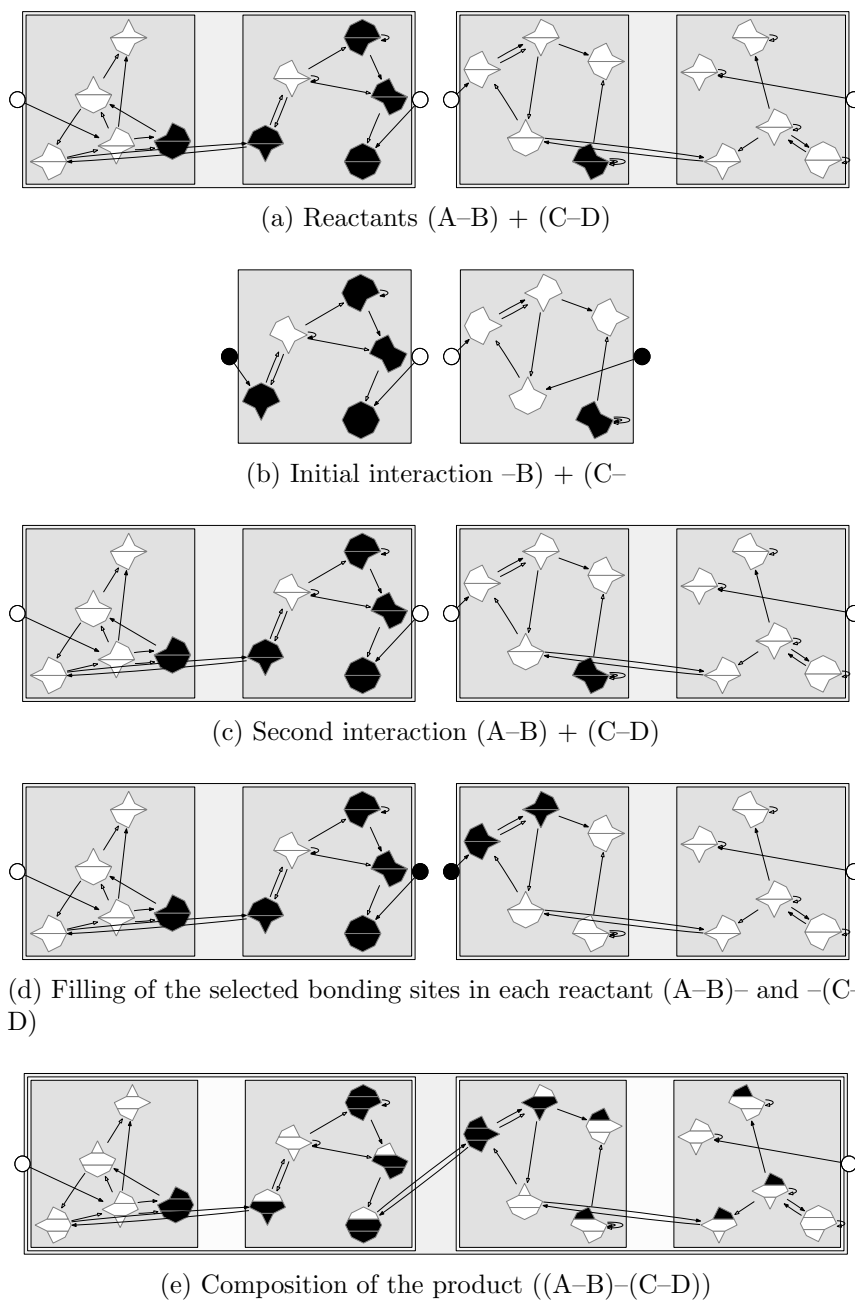 (a) Reactants (A–B) + (C–D)
(b) Initial interaction –B) + (C–
(c) Second interaction (A–B) + (C–D)
(d) Filling of the selected bonding sites in each reactant (A–B)– and –(C–
D)
(e) Composition of the product ((A–B)–(C–D))